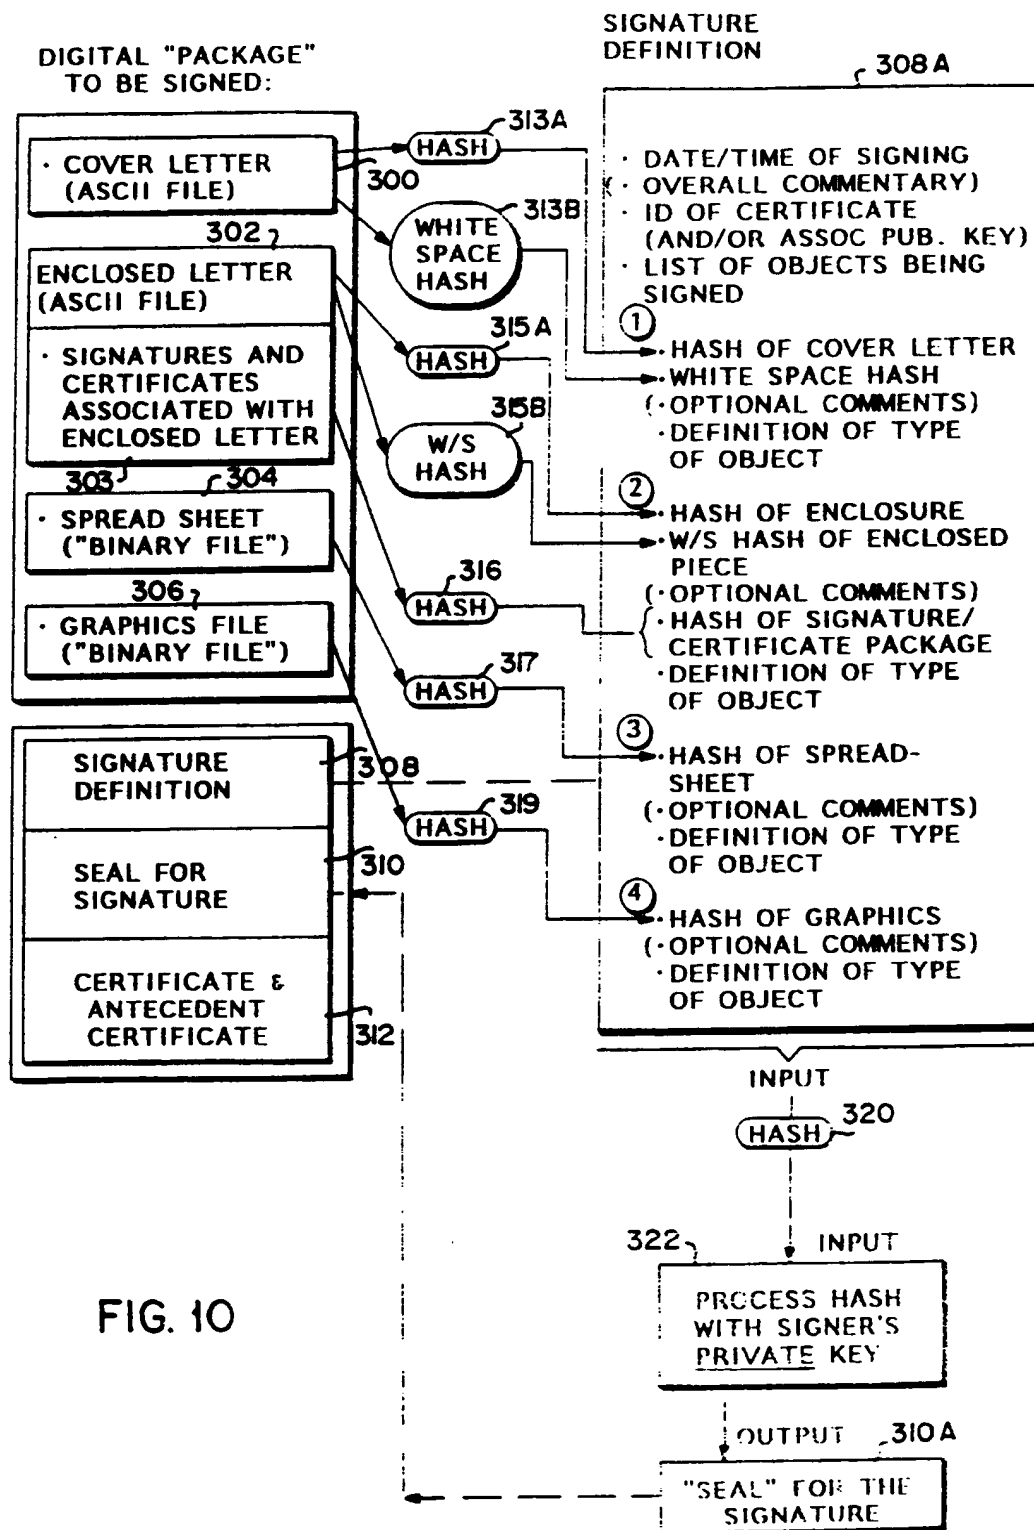 DIGITAL "PACKAGE"
TO BE SIGNED:
· COVER LETTER
(ASCII FILE)
300
302
ENCLOSED LETTER
(ASCII FILE)
· SIGNATURES AND
CERTIFICATES
ASSOCIATED WITH
ENCLOSED LETTER
303
304
· SPREAD SHEET
("BINARY FILE")
306
· GRAPHICS FILE
("BINARY FILE")
SIGNATURE
DEFINITION
308
SEAL FOR
SIGNATURE
310
CERTIFICATE &
ANTECEDENT
CERTIFICATE
312
313A
HASH
313B
WHITE
SPACE
HASH
315A
HASH
315B
W/S
HASH
316
HASH
317
HASH
319
HASH
SIGNATURE
DEFINITION
308A
· DATE/TIME OF SIGNING
(· OVERALL COMMENTARY)
· ID OF CERTIFICATE
(AND/OR ASSOC PUB. KEY)
· LIST OF OBJECTS BEING
SIGNED
1
· HASH OF COVER LETTER
· WHITE SPACE HASH
(· OPTIONAL COMMENTS)
· DEFINITION OF TYPE
OF OBJECT
2
· HASH OF ENCLOSURE
· W/S HASH OF ENCLOSED
PIECE
(· OPTIONAL COMMENTS)
· HASH OF SIGNATURE/
CERTIFICATE PACKAGE
· DEFINITION OF TYPE
OF OBJECT
3
· HASH OF SPREAD-
SHEET
(· OPTIONAL COMMENTS)
· DEFINITION OF TYPE
OF OBJECT
4
· HASH OF GRAPHICS
(· OPTIONAL COMMENTS)
· DEFINITION OF TYPE
OF OBJECT
INPUT
HASH
320
322
INPUT
PROCESS HASH
WITH SIGNER'S
PRIVATE KEY
OUTPUT
310A
"SEAL" FOR THE
SIGNATURE
FIG. 10